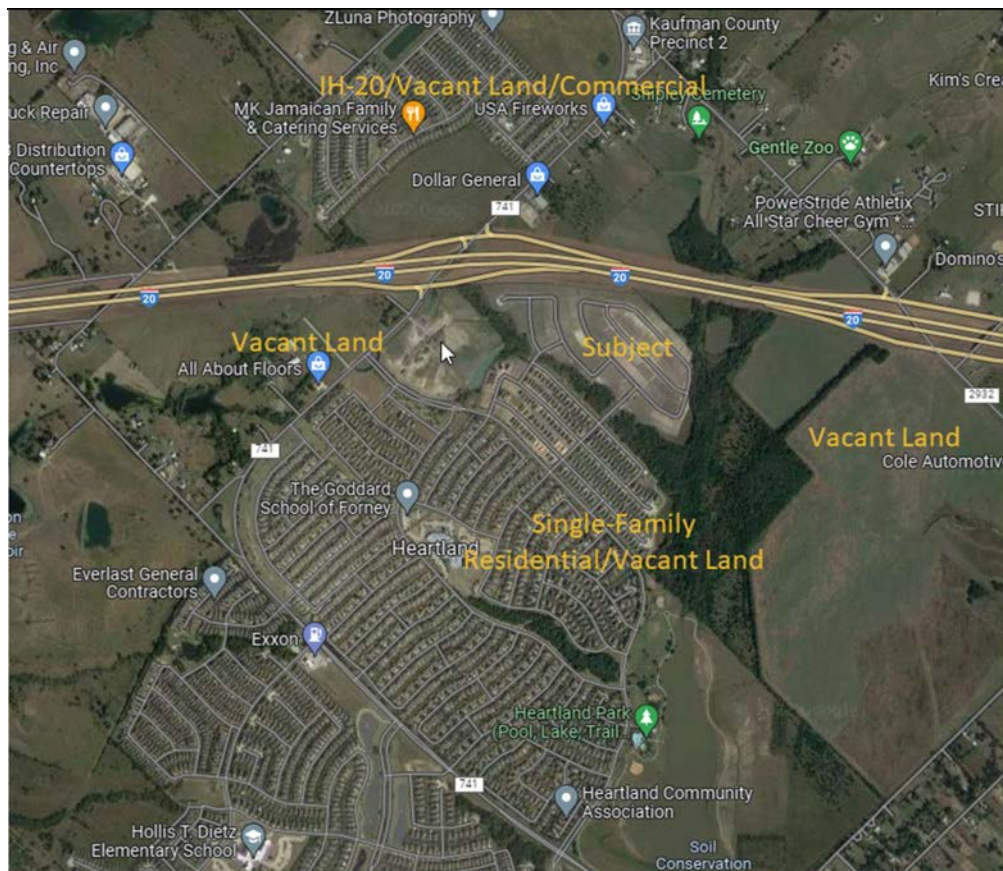 ZLuna Photography
Kaufman County
Precinct 2
g & Air
ng, Inc
IH-20/Vacant Land/Commercial
Kim's Crea
uck Repair
MK Jamaican Family
& Catering Services
USA Fireworks
Shipley Cemetery
Gentle Zoo
Distribution
Countertops
Dollar General
PowerStride Athletix
All Star Cheer Gym *...
741
STIH
Domino's
20
20
20
20
Vacant Land
Subject
All About Floors
2932
741
Vacant Land
Cole Automotiv
The Goddard
School of Forney
Single-Family
Residential/Vacant Land
Heartland
on
e
oir
Everlast General
Contractors
Exxon
Heartland Park
(Pool, Lake, Trail...
741
Heartland Community
Association
Hollis T. Dietz
Elementary School
Soil
Conservation